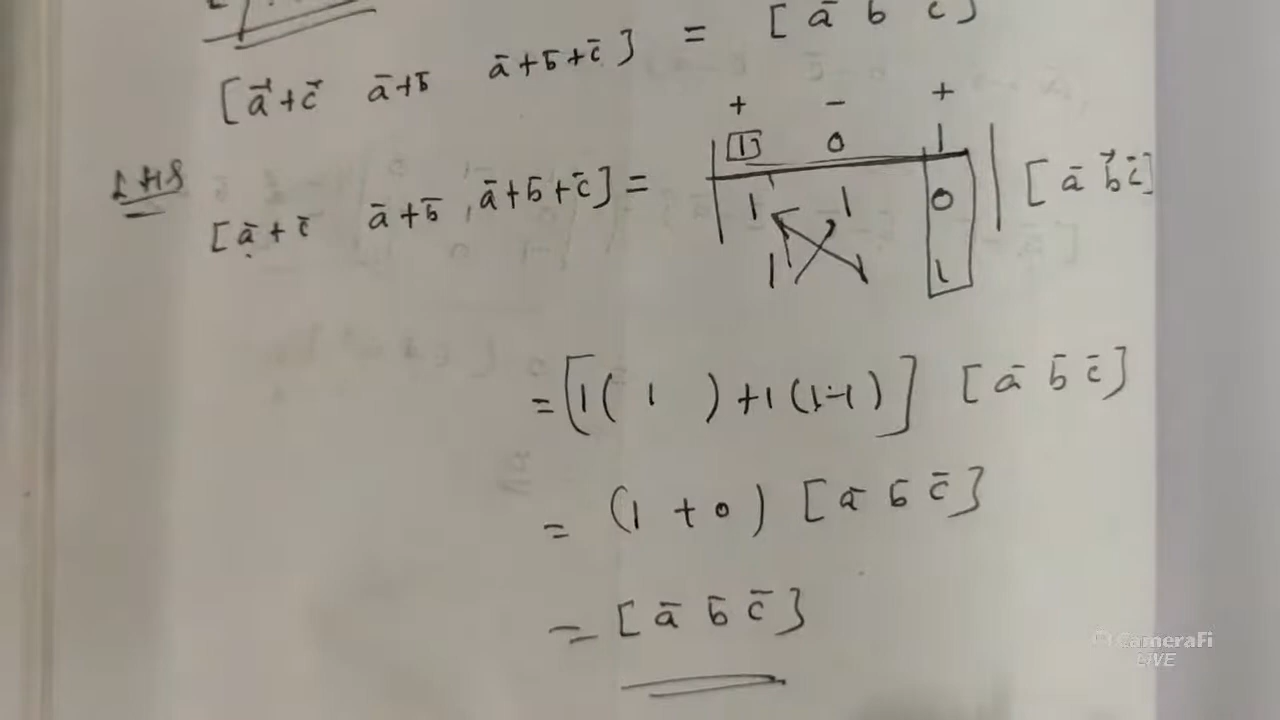 [a⃗+c⃗ ā+b̄ ā+b̄+c̄] = [ā b̄ c̄]
+ - +
LHS
[ā+c̄ ā+b̄, ā+b̄+c̄] = | 1 0 1 | [ā b⃗ c̄]
1 1 0
1 1 1
= [1( 1 ) +1 (1-1)] [ā b̄ c̄]
= (1 + 0) [ā b̄ c̄]
= [ā b̄ c̄]
CameraFi
LIVE